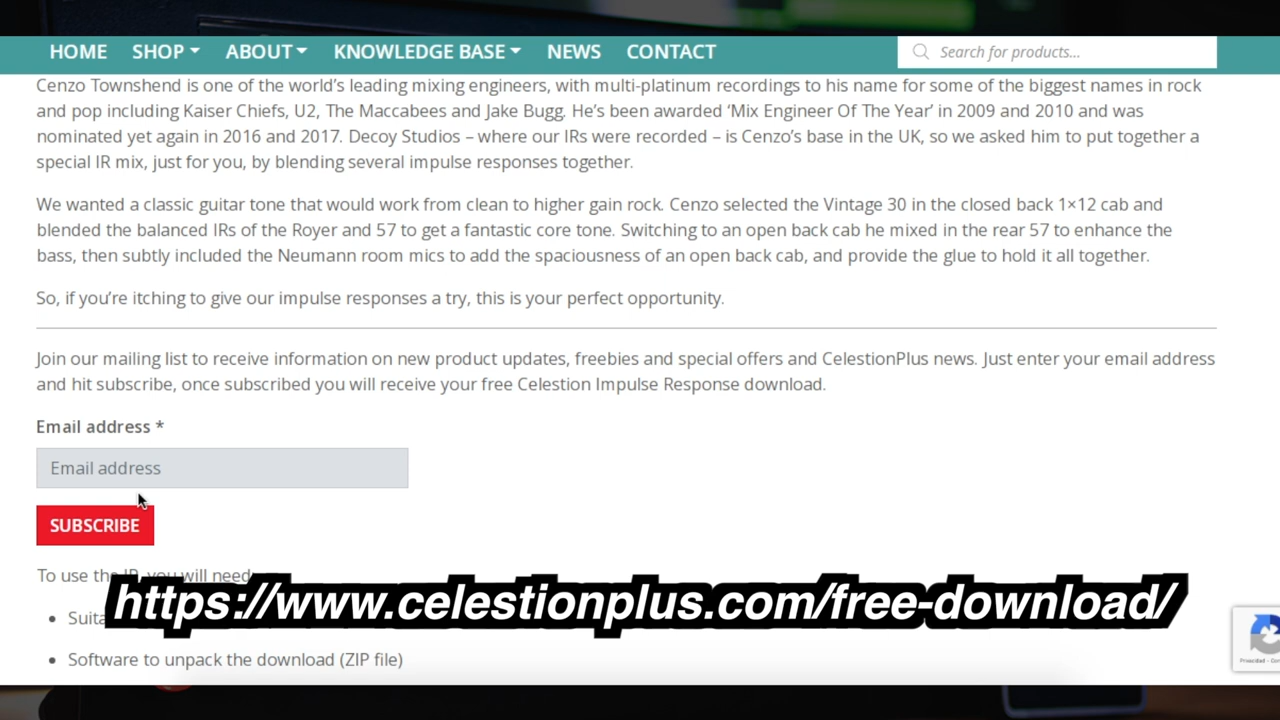 HOME SHOP ABOUT KNOWLEDGE BASE NEWS CONTACT Search for products...
Cenzo Townshend is one of the world's leading mixing engineers, with multi-platinum recordings to his name for some of the biggest names in rock
and pop including Kaiser Chiefs, U2, The Maccabees and Jake Bugg. He's been awarded 'Mix Engineer Of The Year' in 2009 and 2010 and was
nominated yet again in 2016 and 2017. Decoy Studios – where our IRs were recorded – is Cenzo's base in the UK, so we asked him to put together a
special IR mix, just for you, by blending several impulse responses together.
We wanted a classic guitar tone that would work from clean to higher gain rock. Cenzo selected the Vintage 30 in the closed back 1×12 cab and
blended the balanced IRs of the Royer and 57 to get a fantastic core tone. Switching to an open back cab he mixed in the rear 57 to enhance the
bass, then subtly included the Neumann room mics to add the spaciousness of an open back cab, and provide the glue to hold it all together.
So, if you're itching to give our impulse responses a try, this is your perfect opportunity.
Join our mailing list to receive information on new product updates, freebies and special offers and CelestionPlus news. Just enter your email address
and hit subscribe, once subscribed you will receive your free Celestion Impulse Response download.
Email address *
Email address
SUBSCRIBE
To use the IR, you will need
https://www.celestionplus.com/free-download/
• Software to unpack the download (ZIP file)